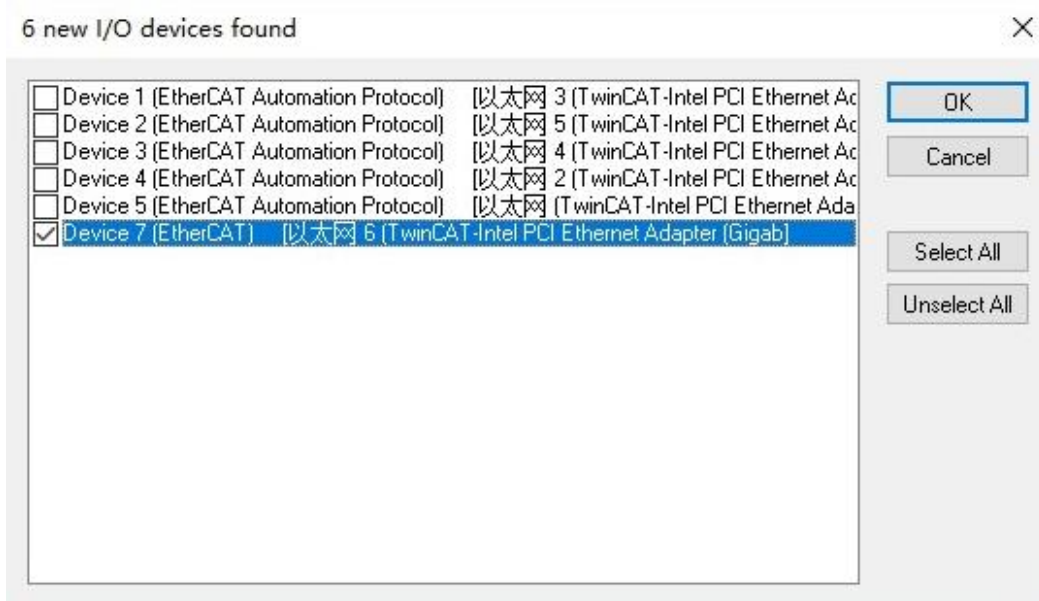 6 new I/O devices found
Device 1 (EtherCAT Automation Protocol) [以太网 3 (TwinCAT-Intel PCI Ethernet Ac
Device 2 (EtherCAT Automation Protocol) [以太网 5 (TwinCAT-Intel PCI Ethernet Ac
Device 3 (EtherCAT Automation Protocol) [以太网 4 (TwinCAT-Intel PCI Ethernet Ac
Device 4 (EtherCAT Automation Protocol) [以太网 2 (TwinCAT-Intel PCI Ethernet Ac
Device 5 (EtherCAT Automation Protocol) [以太网 (TwinCAT-Intel PCI Ethernet Ada
Device 7 (EtherCAT) [以太网 6 (TwinCAT-Intel PCI Ethernet Adapter (Gigab]
OK
Cancel
Select All
Unselect All